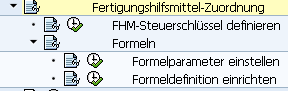 Fertigungshilfsmittel-Zuordnung
FHM-Steuerschlüssel definieren
Formeln
Formelparameter einstellen
Formeldefinition einrichten